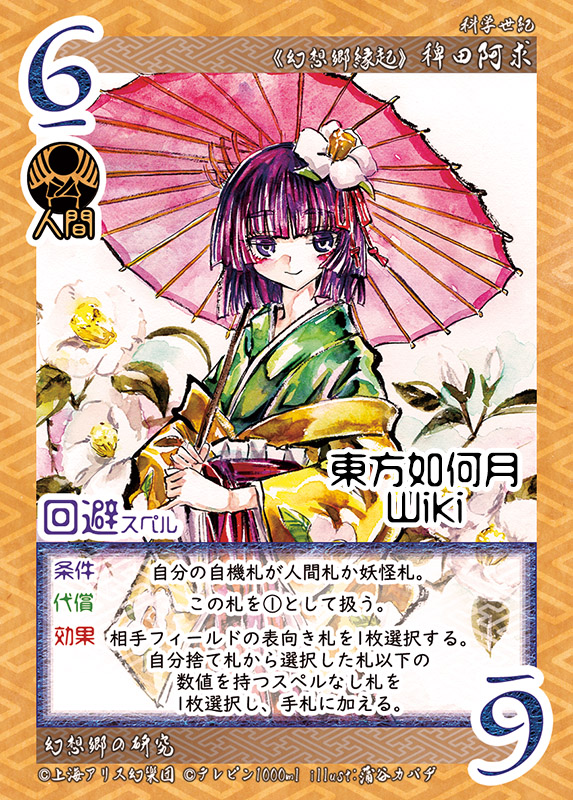 科学世紀
《幻想郷縁起》 稗田阿求
6
人間
東方如何月
Wiki
回避スペル
条件 自分の自機札が人間札か妖怪札。
代償 この札を①として扱う。
効果 相手フィールドの表向き札を1枚選択する。
自分捨て札から選択した札以下の
数値を持つスペルなし札を
1枚選択し、手札に加える。
6
幻想郷の研究
©上海アリス幻樂団 ©テレピン1000ml illust:蒲谷カバヂ